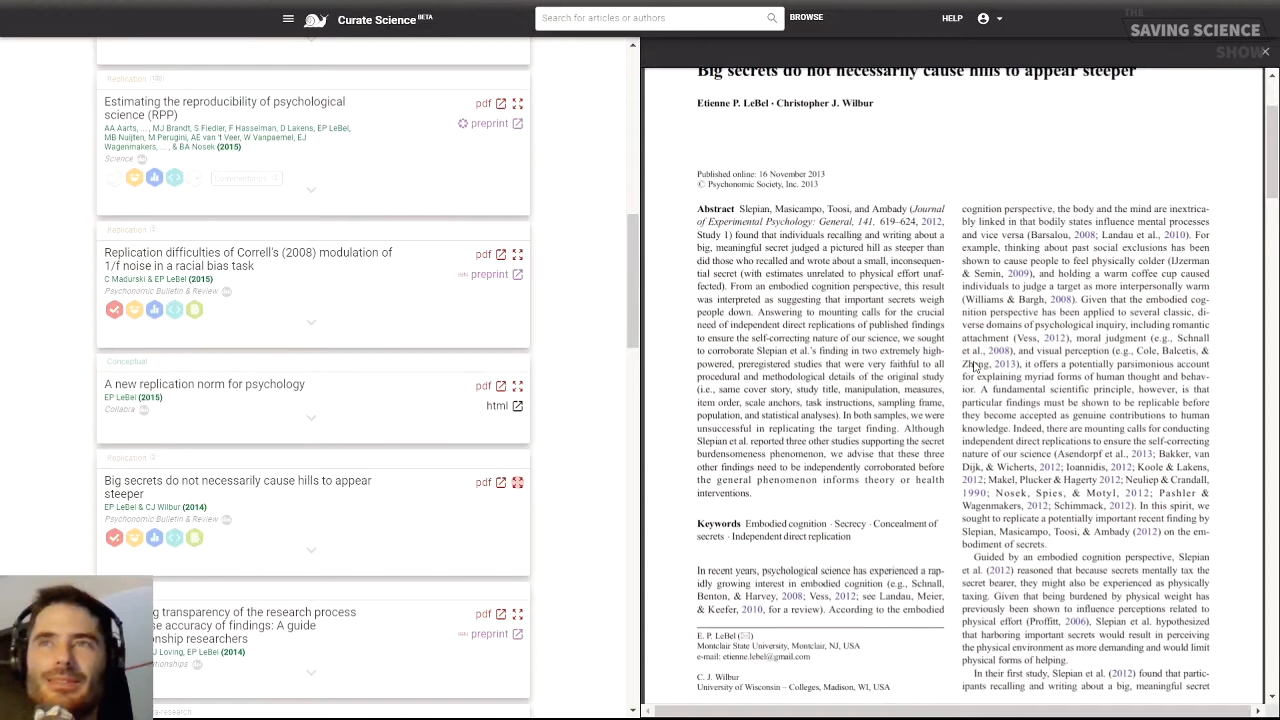 Curate Science BETA
Search for articles or authors
BROWSE
HELP
THE
SAVING SCIENCE
SHOW
Replication
Estimating the reproducibility of psychological
science (RPP)
AA Aarts, ... , MJ Brandt, S Fiedler, F Hasselman, D Lakens, EP LeBel,
MB Nuijten, M Perugini, AE van 't Veer, W Vanpaemel, EJ
Wagenmakers, ... , & BA Nosek (2015)
Science
pdf
preprint
Commentaries
Replication
Replication difficulties of Correll's (2008) modulation of
1/f noise in a racial bias task
C Madurski & EP LeBel (2015)
Psychonomic Bulletin & Review
pdf
preprint
Conceptual
A new replication norm for psychology
EP LeBel (2015)
Collabra
pdf
html
Replication
Big secrets do not necessarily cause hills to appear
steeper
EP LeBel & CJ Wilbur (2014)
Psychonomic Bulletin & Review
pdf
g transparency of the research process
e accuracy of findings: A guide
onship researchers
J Loving, EP LeBel (2014)
ationships
pdf
preprint
a-research
Big secrets do not necessarily cause hills to appear steeper
Etienne P. LeBel · Christopher J. Wilbur
Published online: 16 November 2013
© Psychonomic Society, Inc. 2013
Abstract Slepian, Masicampo, Toosi, and Ambady (Journal
of Experimental Psychology: General, 141, 619–624, 2012,
Study 1) found that individuals recalling and writing about a
big, meaningful secret judged a pictured hill as steeper than
did those who recalled and wrote about a small, inconsequen-
tial secret (with estimates unrelated to physical effort unaf-
fected). From an embodied cognition perspective, this result
was interpreted as suggesting that important secrets weigh
people down. Answering to mounting calls for the crucial
need of independent direct replications of published findings
to ensure the self-correcting nature of our science, we sought
to corroborate Slepian et al.'s finding in two extremely high-
powered, preregistered studies that were very faithful to all
procedural and methodological details of the original study
(i.e., same cover story, study title, manipulation, measures,
item order, scale anchors, task instructions, sampling frame,
population, and statistical analyses). In both samples, we were
unsuccessful in replicating the target finding. Although
Slepian et al. reported three other studies supporting the secret
burdensomeness phenomenon, we advise that these three
other findings need to be independently corroborated before
the general phenomenon informs theory or health
interventions.
Keywords Embodied cognition · Secrecy · Concealment of
secrets · Independent direct replication
In recent years, psychological science has experienced a rap-
idly growing interest in embodied cognition (e.g., Schnall,
Benton, & Harvey, 2008; Vess, 2012; see Landau, Meier,
& Keefer, 2010, for a review). According to the embodied
E. P. LeBel (✉)
Montclair State University, Montclair, NJ, USA
e-mail: etienne.lebel@gmail.com
C. J. Wilbur
University of Wisconsin – Colleges, Madison, WI, USA
cognition perspective, the body and the mind are inextrica-
bly linked in that bodily states influence mental processes
and vice versa (Barsalou, 2008; Landau et al., 2010). For
example, thinking about past social exclusions has been
shown to cause people to feel physically colder (IJzerman
& Semin, 2009), and holding a warm coffee cup caused
individuals to judge a target as more interpersonally warm
(Williams & Bargh, 2008). Given that the embodied cog-
nition perspective has been applied to several classic, di-
verse domains of psychological inquiry, including romantic
attachment (Vess, 2012), moral judgment (e.g., Schnall
et al., 2008), and visual perception (e.g., Cole, Balcetis, &
Zhang, 2013), it offers a potentially parsimonious account
for explaining myriad forms of human thought and behav-
ior. A fundamental scientific principle, however, is that
particular findings must be shown to be replicable before
they become accepted as genuine contributions to human
knowledge. Indeed, there are mounting calls for conducting
independent direct replications to ensure the self-correcting
nature of our science (Asendorpf et al., 2013; Bakker, van
Dijk, & Wicherts, 2012; Ioannidis, 2012; Koole & Lakens,
2012; Makel, Plucker & Hagerty 2012; Neuliep & Crandall,
1990; Nosek, Spies, & Motyl, 2012; Pashler &
Wagenmakers, 2012; Schimmack, 2012). In this spirit, we
sought to replicate a potentially important recent finding by
Slepian, Masicampo, Toosi, & Ambady (2012) on the em-
bodiment of secrets.
Guided by an embodied cognition perspective, Slepian
et al. (2012) reasoned that because secrets mentally tax the
secret bearer, they might also be experienced as physically
taxing. Given that being burdened by physical weight has
previously been shown to influence perceptions related to
physical effort (Proffitt, 2006), Slepian et al. hypothesized
that harboring important secrets would result in perceiving
the physical environment as more demanding and would limit
physical forms of helping.
In their first study, Slepian et al. (2012) found that partic-
ipants recalling and writing about a big, meaningful secret